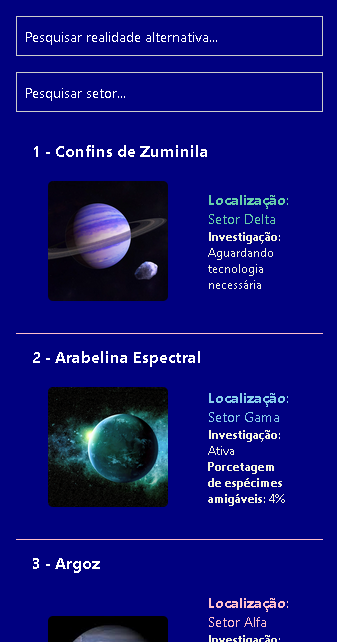 Pesquisar realidade alternativa...
Pesquisar setor...
1 - Confins de Zuminila
Localização:
Setor Delta
Investigação:
Aguardando
tecnologia
necessária
2 - Arabelina Espectral
Localização:
Setor Gama
Investigação:
Ativa
Porcetagem
de espécimes
amigáveis: 4%
3 - Argoz
Localização:
Setor Alfa
Investigação: